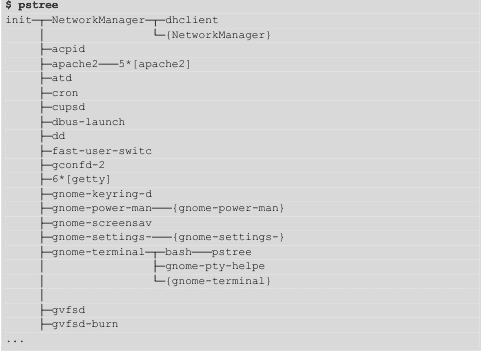 $ pstree
init─┬─NetworkManager─┬─dhclient
     │                └─{NetworkManager}
     ├─acpid
     ├─apache2───5*[apache2]
     ├─atd
     ├─cron
     ├─cupsd
     ├─dbus-launch
     ├─dd
     ├─fast-user-switc
     ├─gconfd-2
     ├─6*[getty]
     ├─gnome-keyring-d
     ├─gnome-power-man───{gnome-power-man}
     ├─gnome-screensav
     ├─gnome-settings-───{gnome-settings-}
     ├─gnome-terminal─┬─bash───pstree
     │                ├─gnome-pty-helpe
     │                └─{gnome-terminal}
     │
     ├─gvfsd
     ├─gvfsd-burn
...